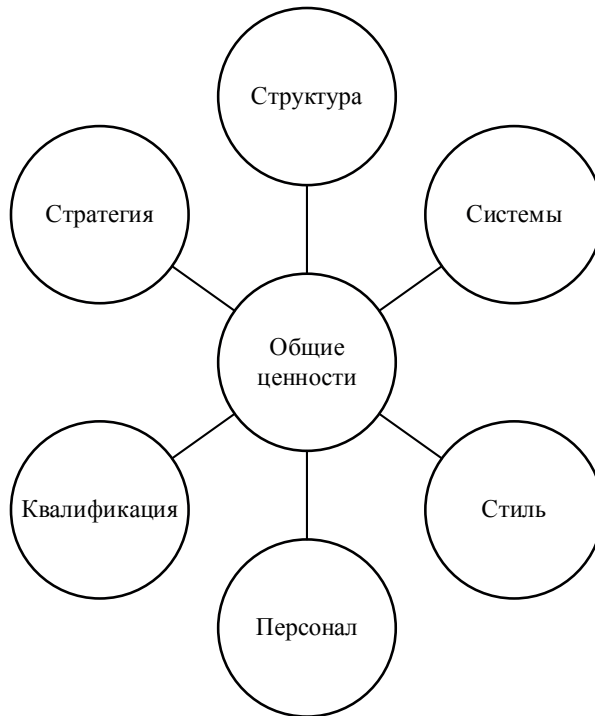 Структура
Стратегия
Системы
Общие
ценности
Квалификация
Стиль
Персонал